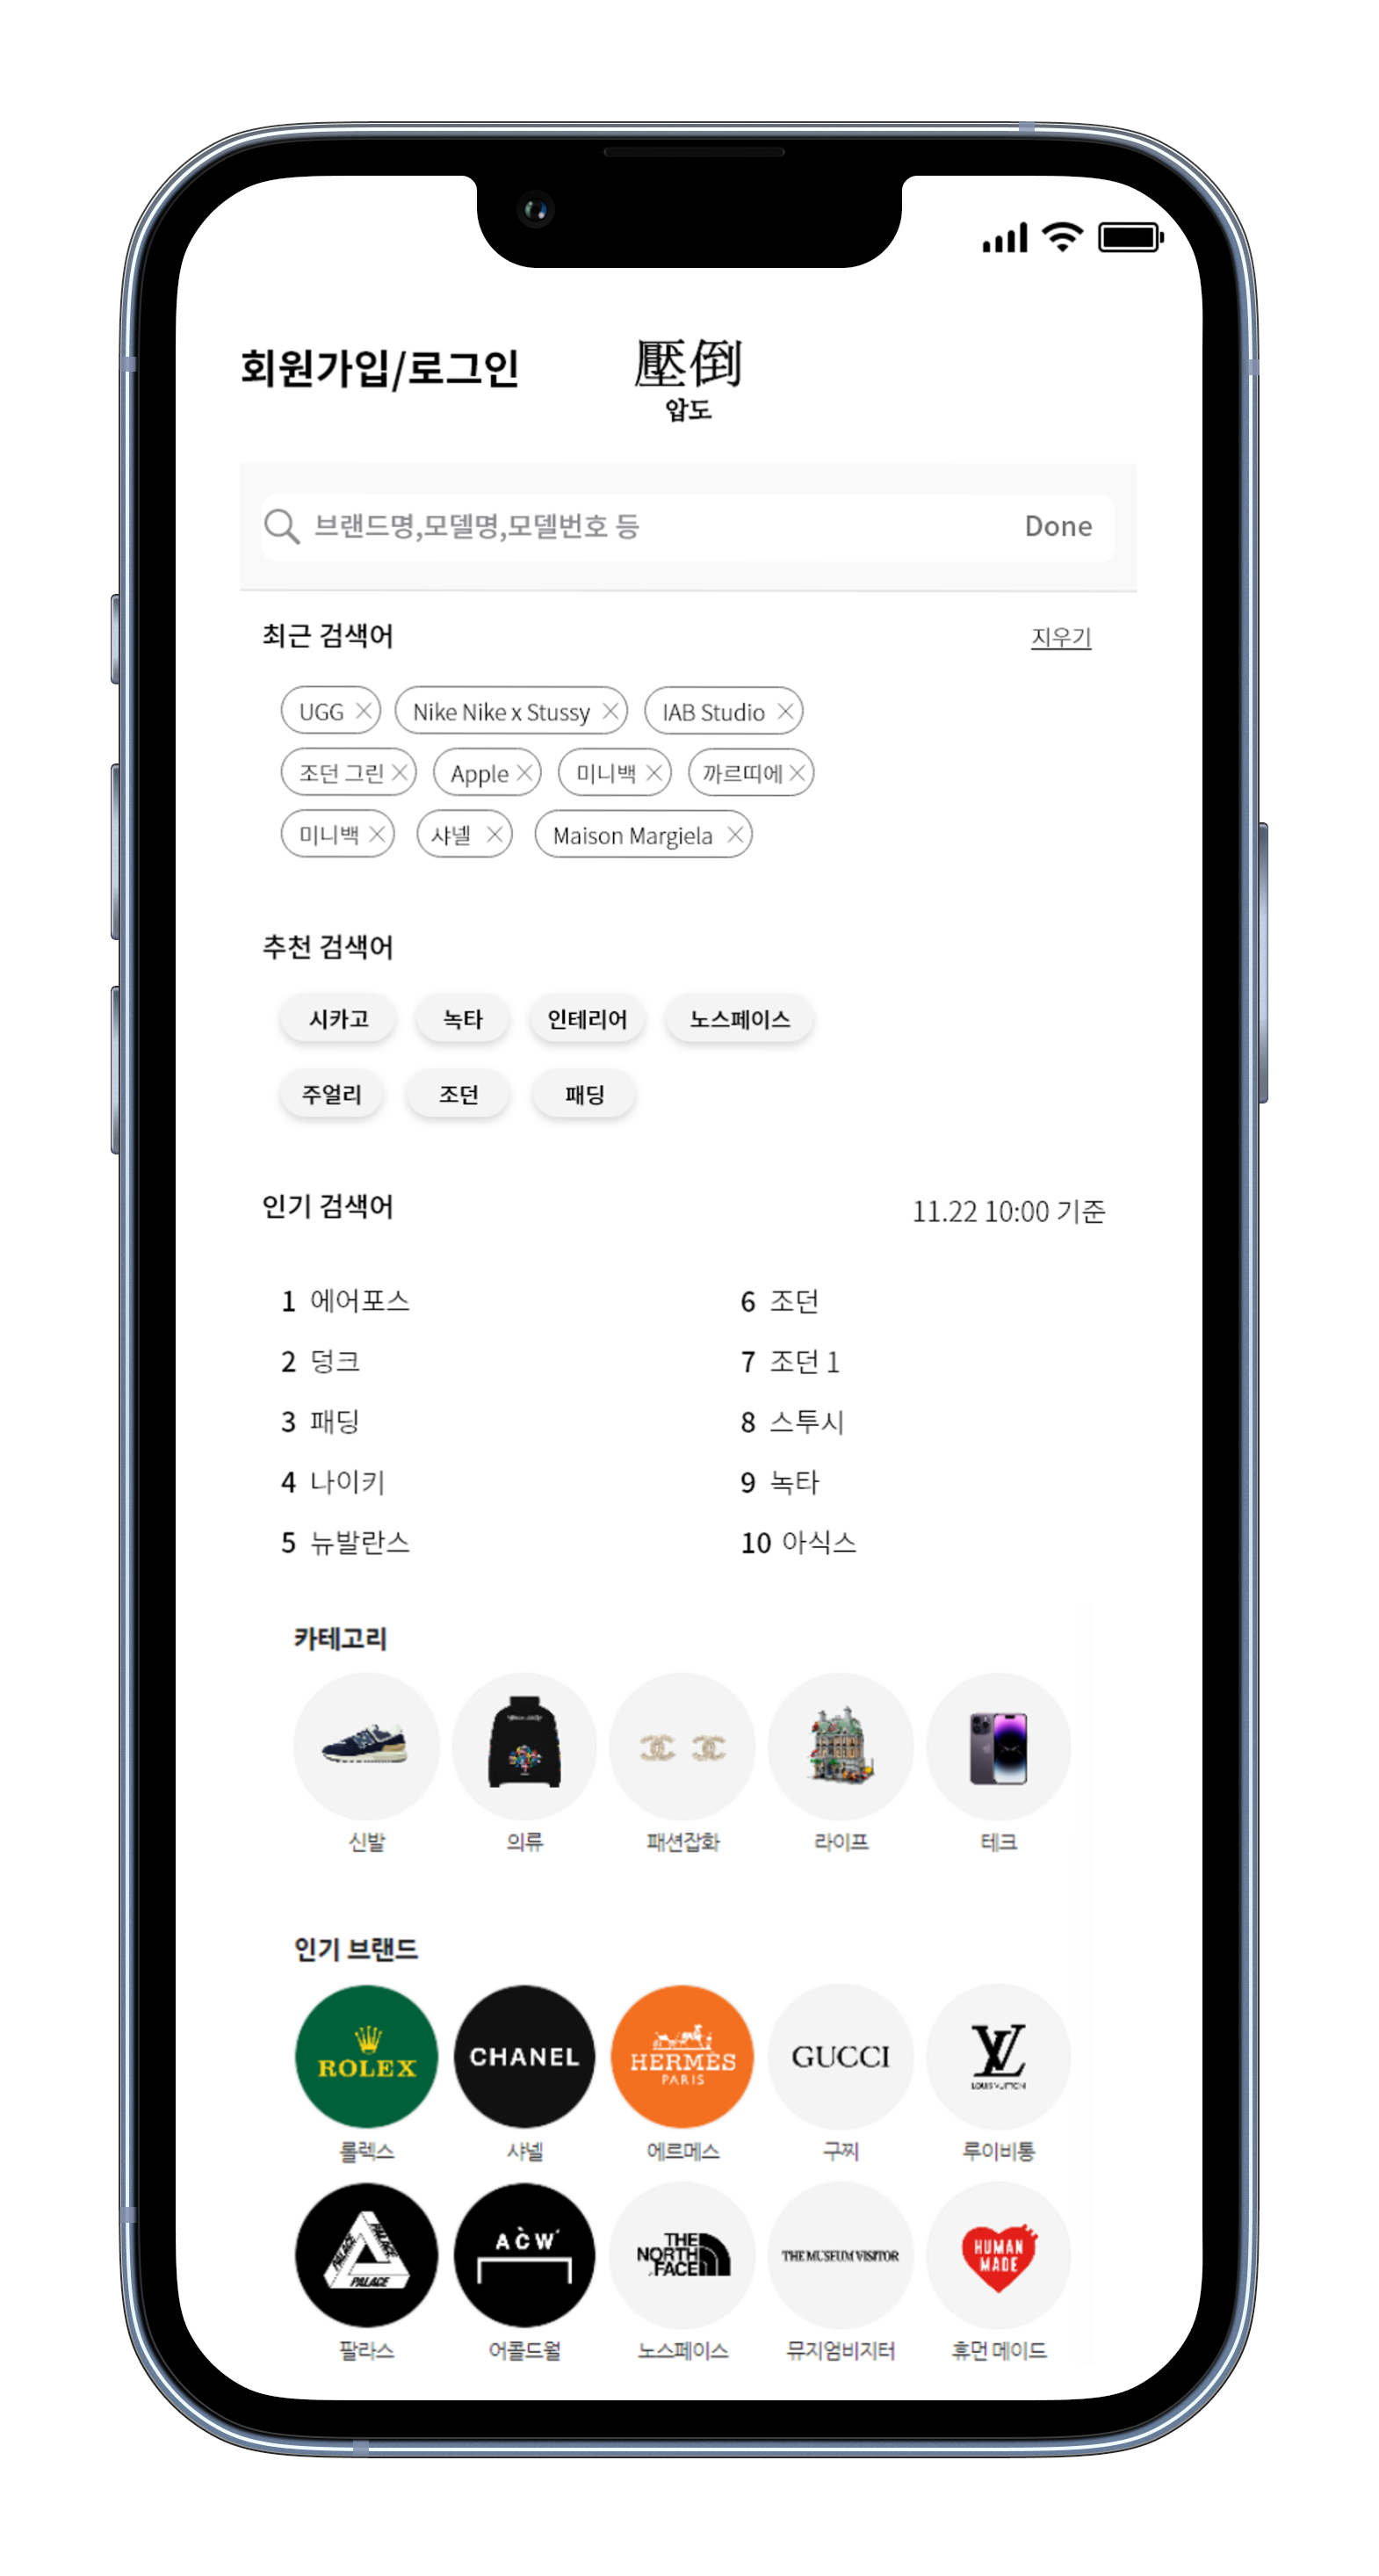 회원가입/로그인
壓倒
압도
브랜드명,모델명,모델번호 등 Done
최근 검색어 지우기
UGG Nike Nike x Stussy IAB Studio
조던 그린 Apple 미니백 까르띠에
미니백 샤넬 Maison Margiela
추천 검색어
시카고 녹타 인테리어 노스페이스
주얼리 조던 패딩
인기 검색어 11.22 10:00 기준
1 에어포스
2 덩크
3 패딩
4 나이키
5 뉴발란스
6 조던
7 조던 1
8 스투시
9 녹타
10 아식스
카테고리
신발 의류 패션잡화 라이프 테크
인기 브랜드
ROLEX
CHANEL
HERMÈS
PARIS
GUCCI
LV
LOUIS VUITTON
롤렉스 샤넬 에르메스 구찌 루이비통
PALACE
PALACE
PALACE
A COLD WALL
THE
NORTH
FACE
THE MUSEUM VISITOR
HUMAN
MADE
팔라스 어콜드월 노스페이스 뮤지엄비지터 휴먼 메이드